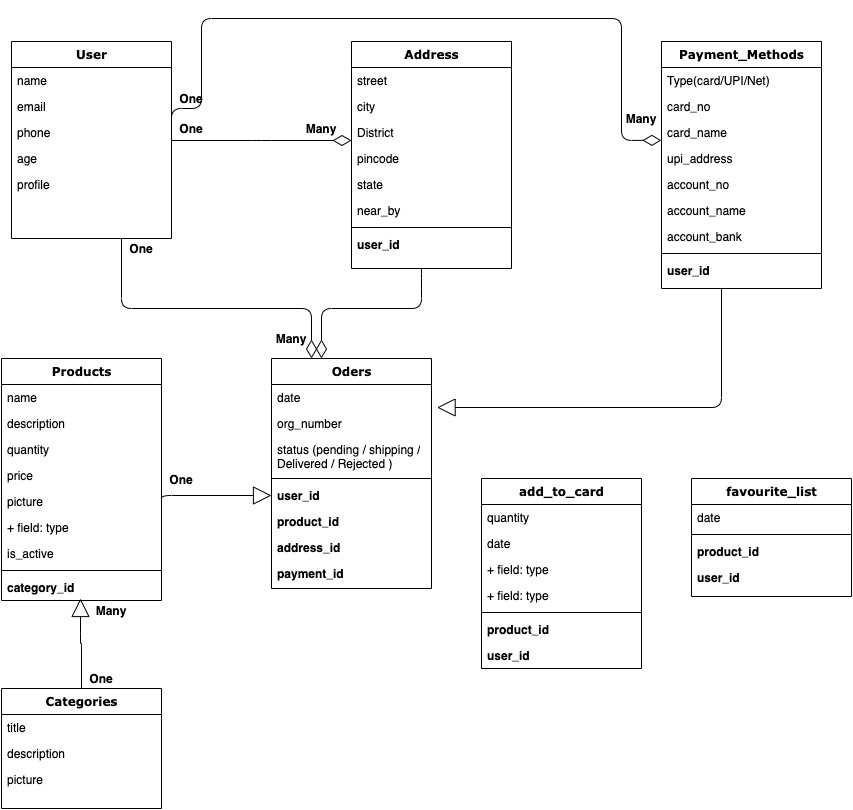 User
name
email
phone
age
profile
One
One
One
Address
street
city
District
pincode
state
near_by
user_id
Many
Payment_Methods
Type(card/UPI/Net)
card_no
card_name
upi_address
account_no
account_name
account_bank
user_id
Many
Products
name
description
quantity
price
picture
+ field: type
is_active
category_id
Many
One
One
Many
Oders
date
org_number
status (pending / shipping /
Delivered / Rejected )
user_id
product_id
address_id
payment_id
add_to_card
quantity
date
+ field: type
+ field: type
product_id
user_id
favourite_list
date
product_id
user_id
Categories
title
description
picture